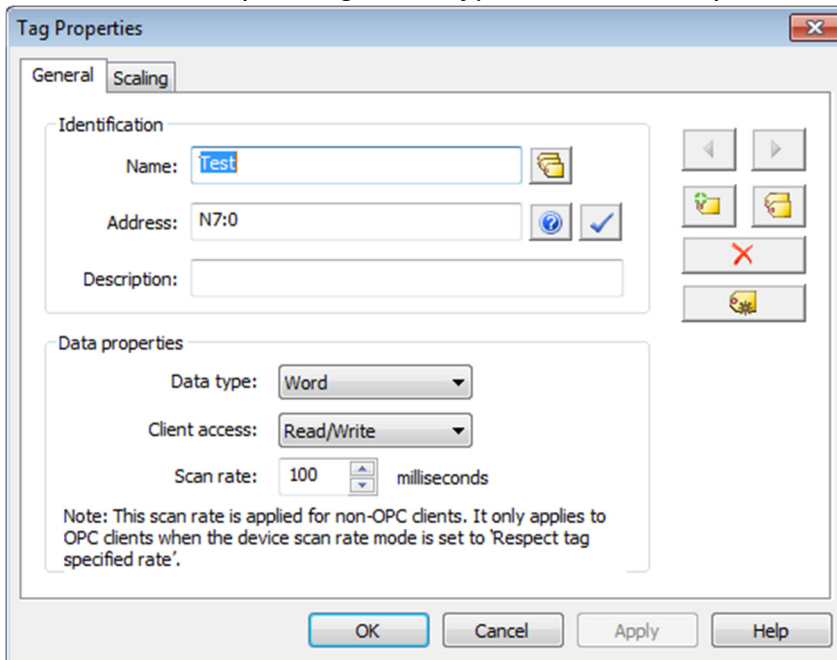 Tag Properties
General Scaling
Identification
Name: Test
Address: N7:0
Description:
Data properties
Data type: Word
Client access: Read/Write
Scan rate: 100 milliseconds
Note: This scan rate is applied for non-OPC clients. It only applies to
OPC clients when the device scan rate mode is set to 'Respect tag
specified rate'.
OK Cancel Apply Help